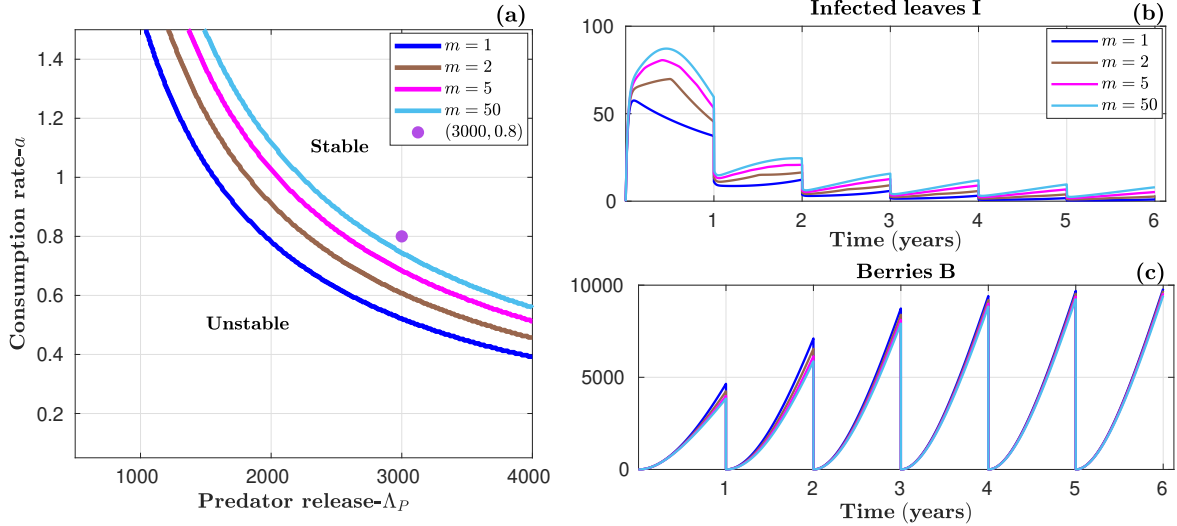 (a)
Consumption rate-a
1.4
1.2
1
0.8
0.6
0.4
0.2
m = 1
m = 2
m = 5
m = 50
(3000, 0.8)
Stable
Unstable
1000
2000
3000
4000
Predator release-Λ_P
Infected leaves I
(b)
100
50
0
m = 1
m = 2
m = 5
m = 50
1
2
3
4
5
6
Time (years)
Berries B
(c)
10000
5000
0
1
2
3
4
5
6
Time (years)